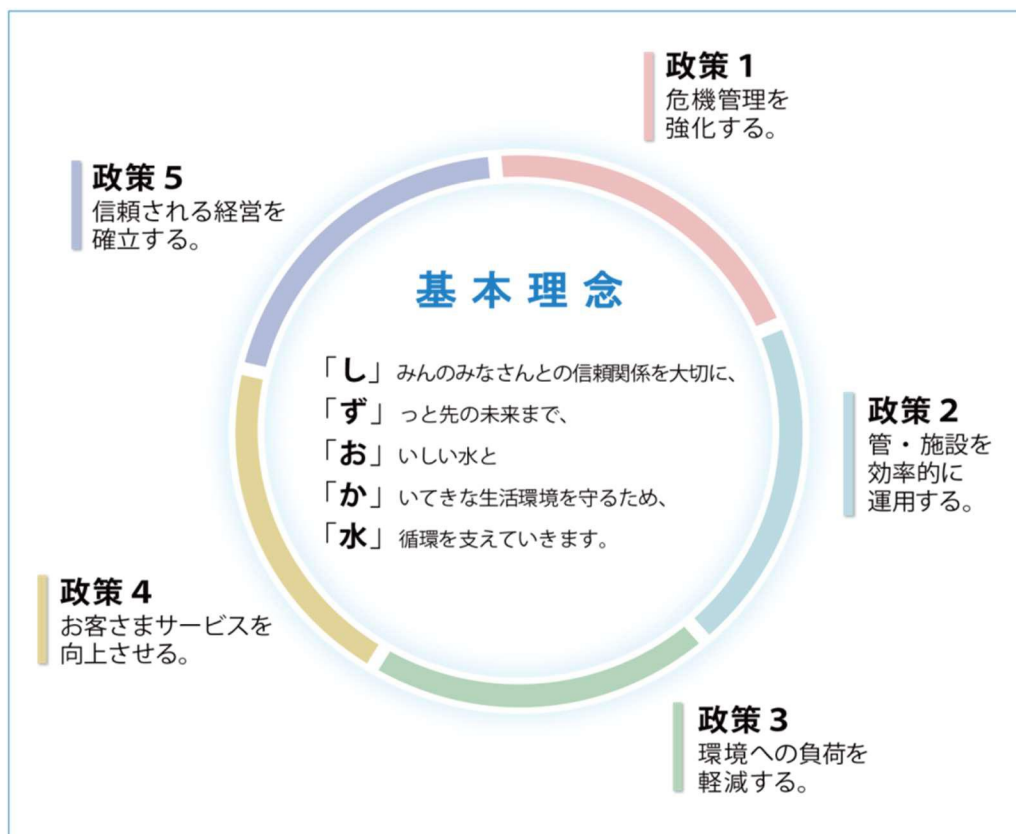 政策 1
危機管理を
強化する。
政策 5
信頼される経営を
確立する。
基本理念
「し」みんのみなさんとの信頼関係を大切に、
「ず」っと先の未来まで、
「お」いしい水と
「か」いてきな生活環境を守るため、
「水」循環を支えていきます。
政策 2
管・施設を
効率的に
運用する。
政策 4
お客さまサービスを
向上させる。
政策 3
環境への負荷を
軽減する。